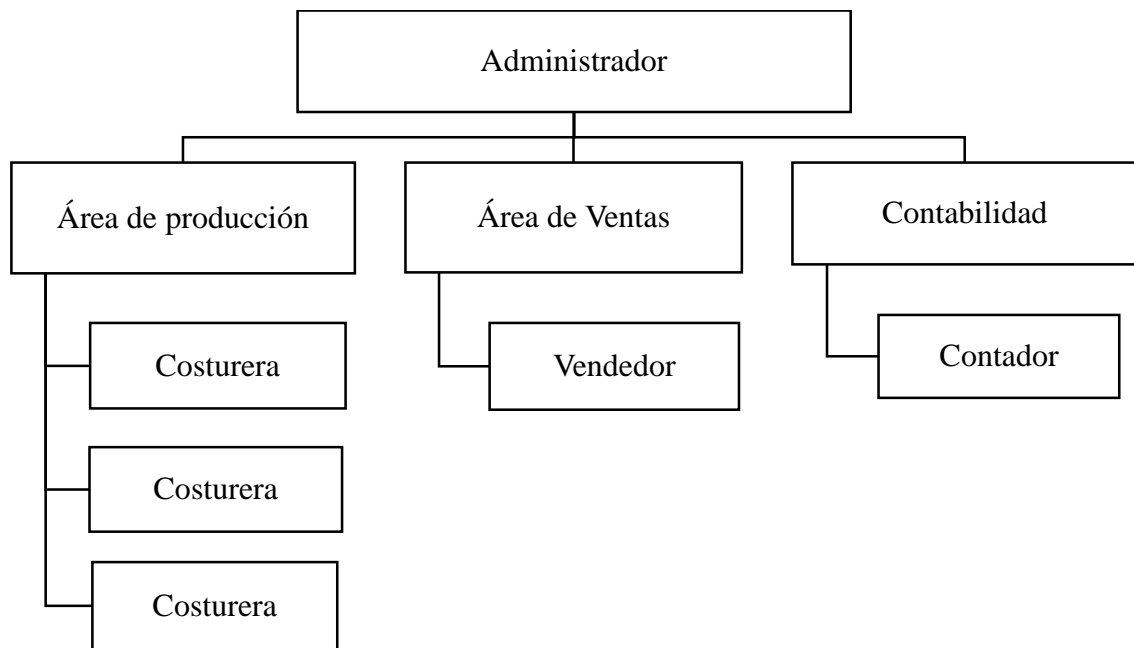 Administrador
Área de producción
Área de Ventas
Contabilidad
Costurera
Vendedor
Contador
Costurera
Costurera